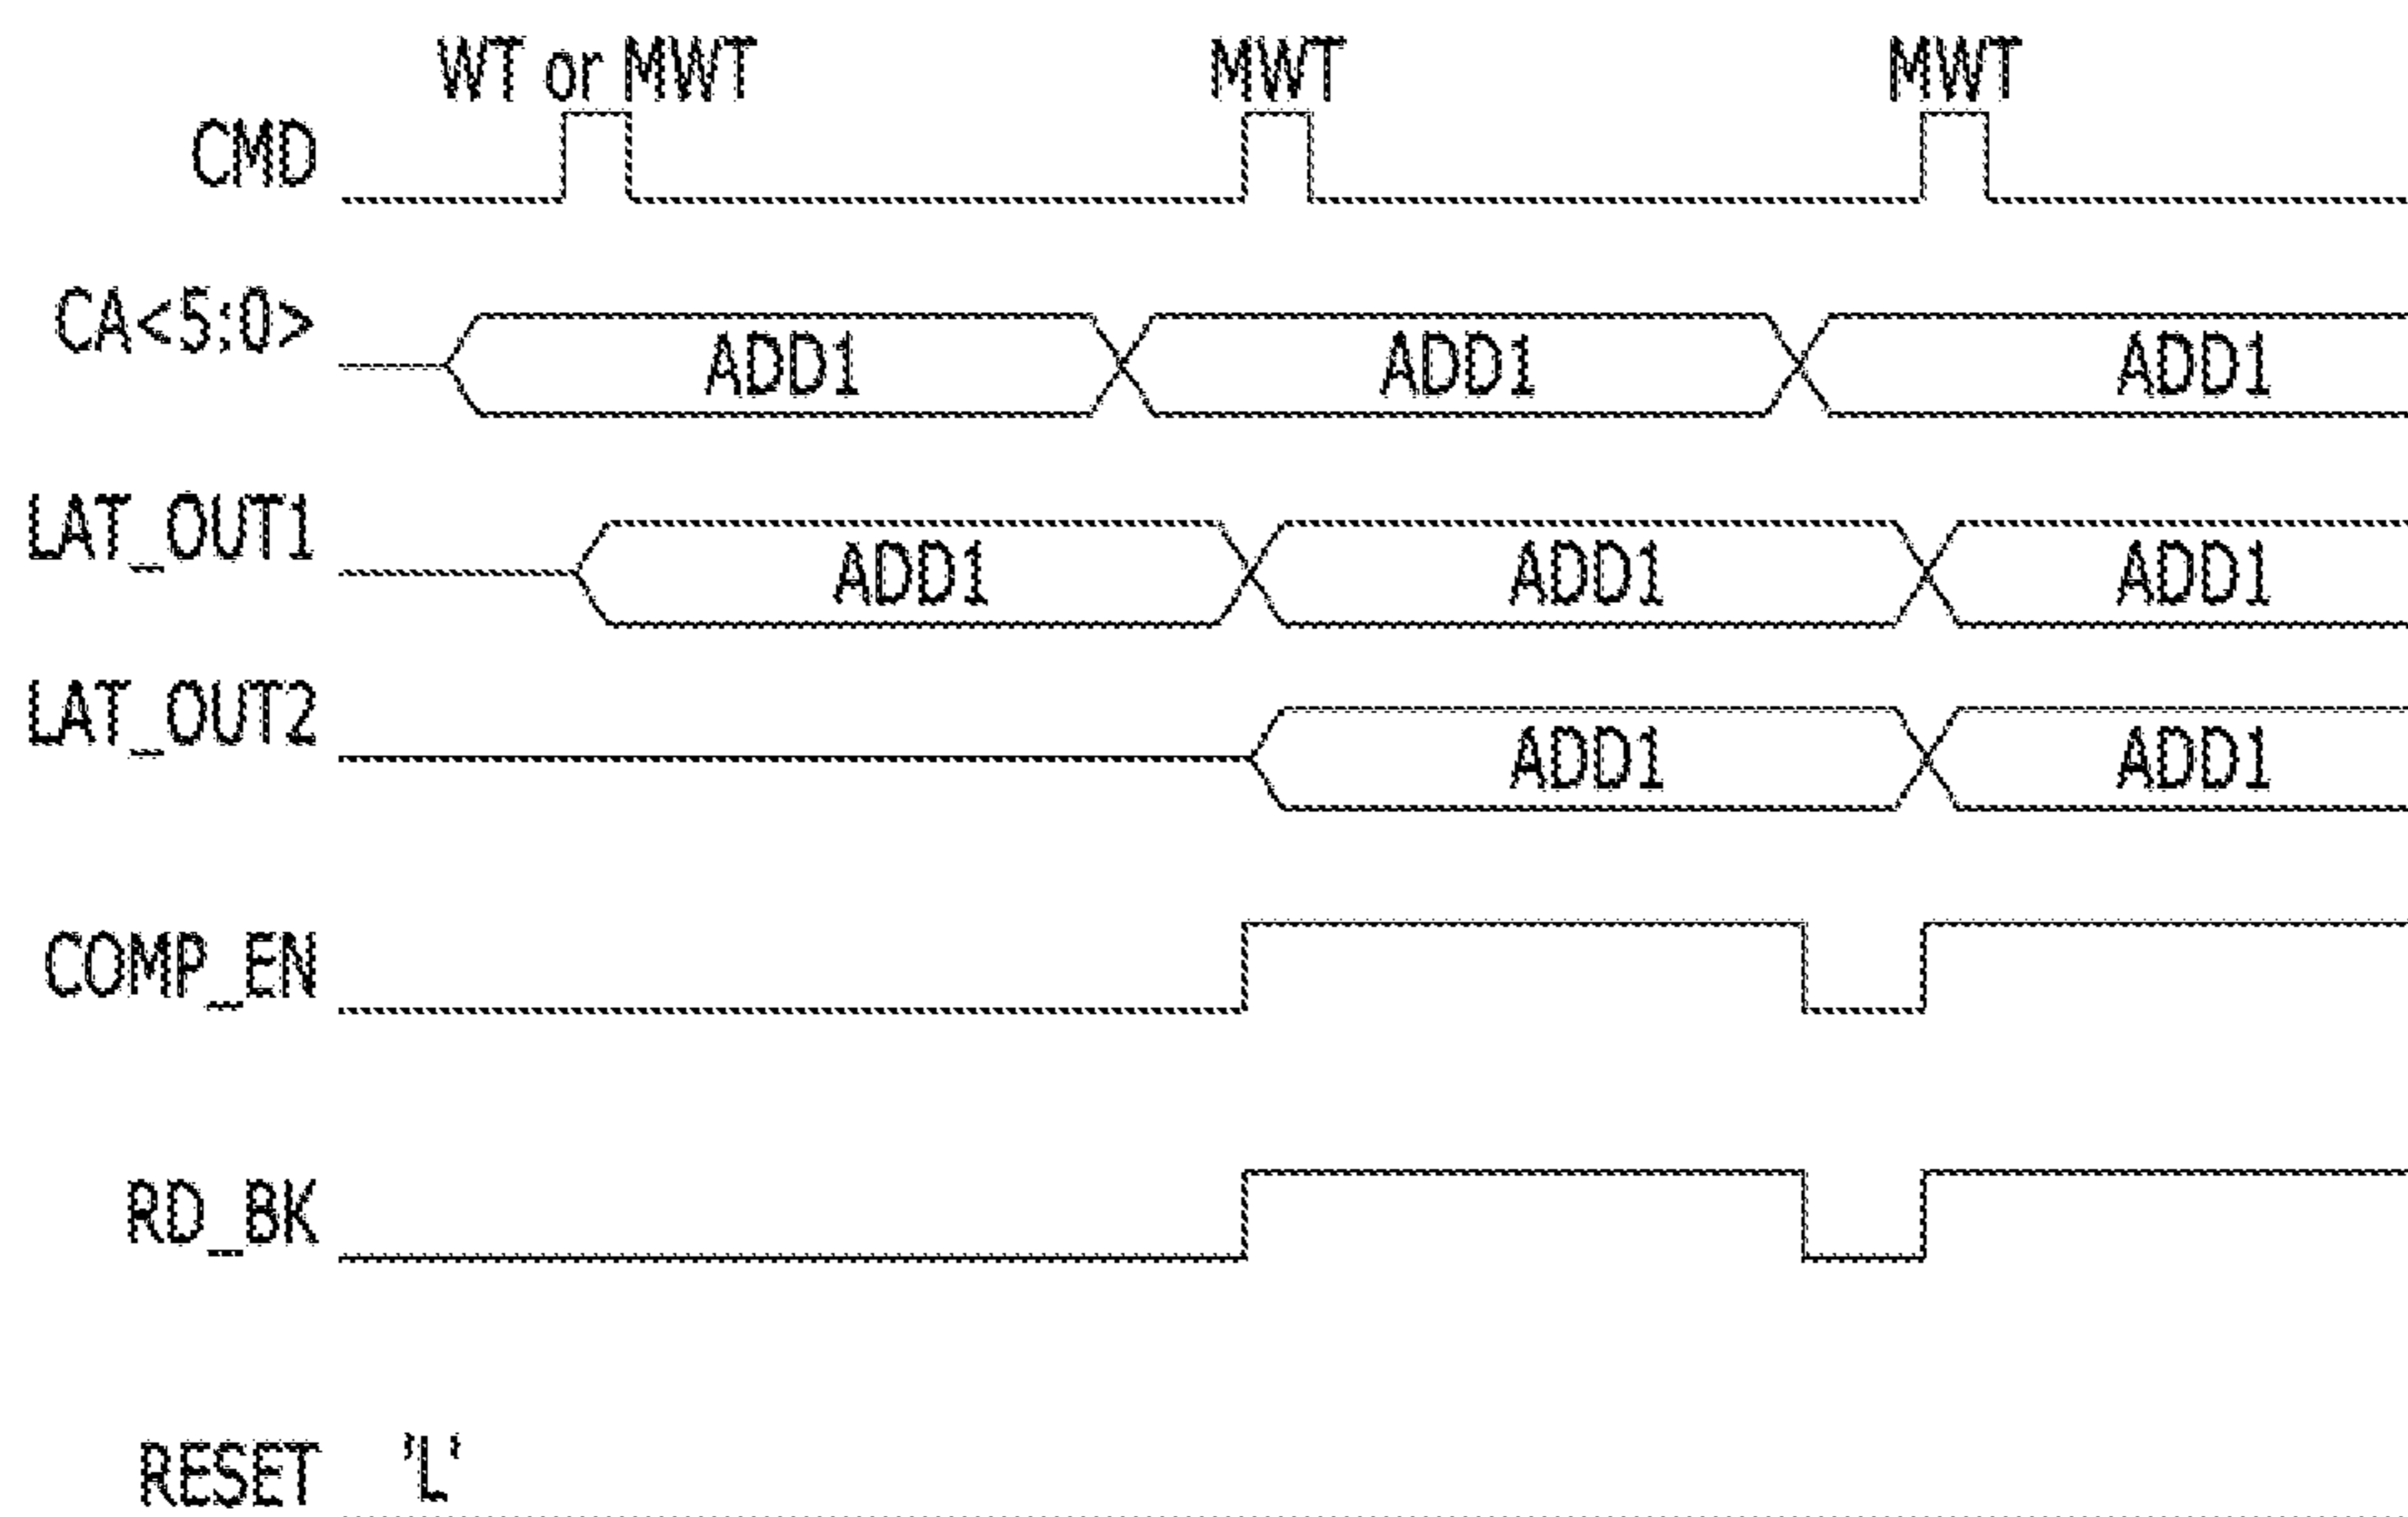 WT or MWT MWT MWT
CMD
CA<5:0> ADD1 ADD1 ADD1
LAT_OUT1 ADD1 ADD1 ADD1
LAT_OUT2 ADD1 ADD1
COMP_EN
RD_BK
RESET 'L'